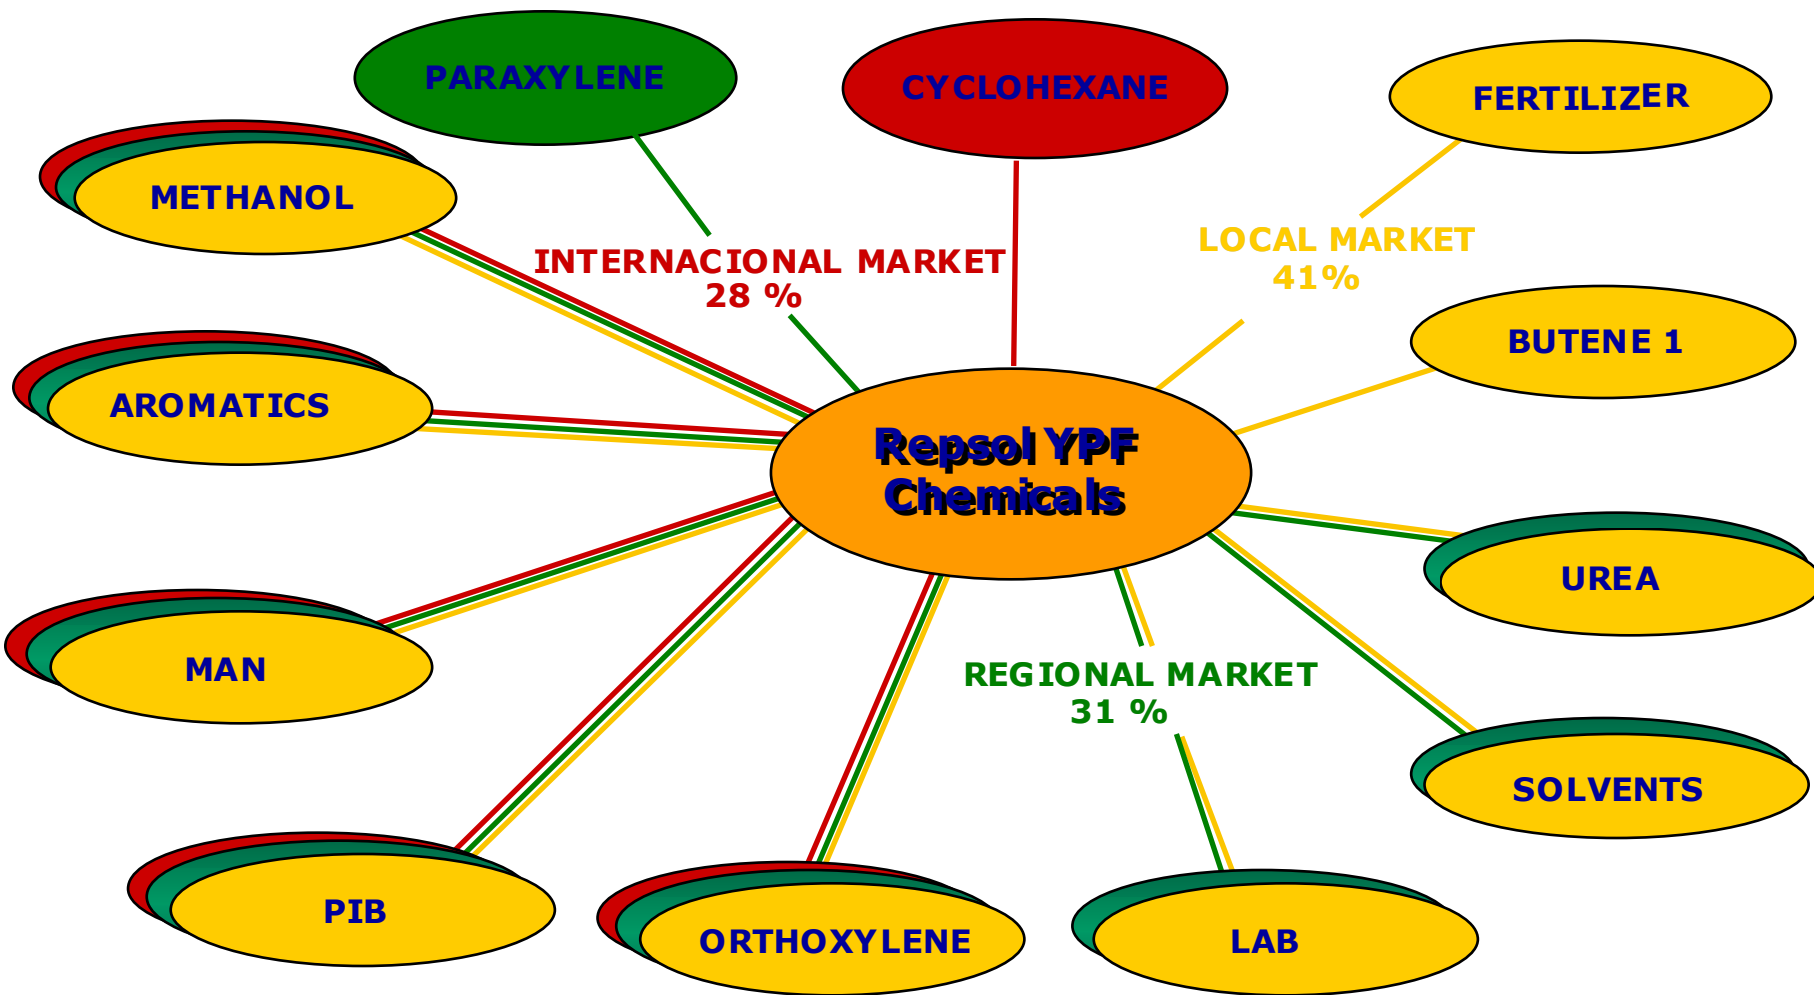 PARAXYLENE
CYCLOHEXANE
FERTILIZER
METHANOL
INTERNACIONAL MARKET
28 %
LOCAL MARKET
41%
BUTENE 1
AROMATICS
Repsol YPF
Chemicals
UREA
MAN
REGIONAL MARKET
31 %
SOLVENTS
PIB
ORTHOXYLENE
LAB